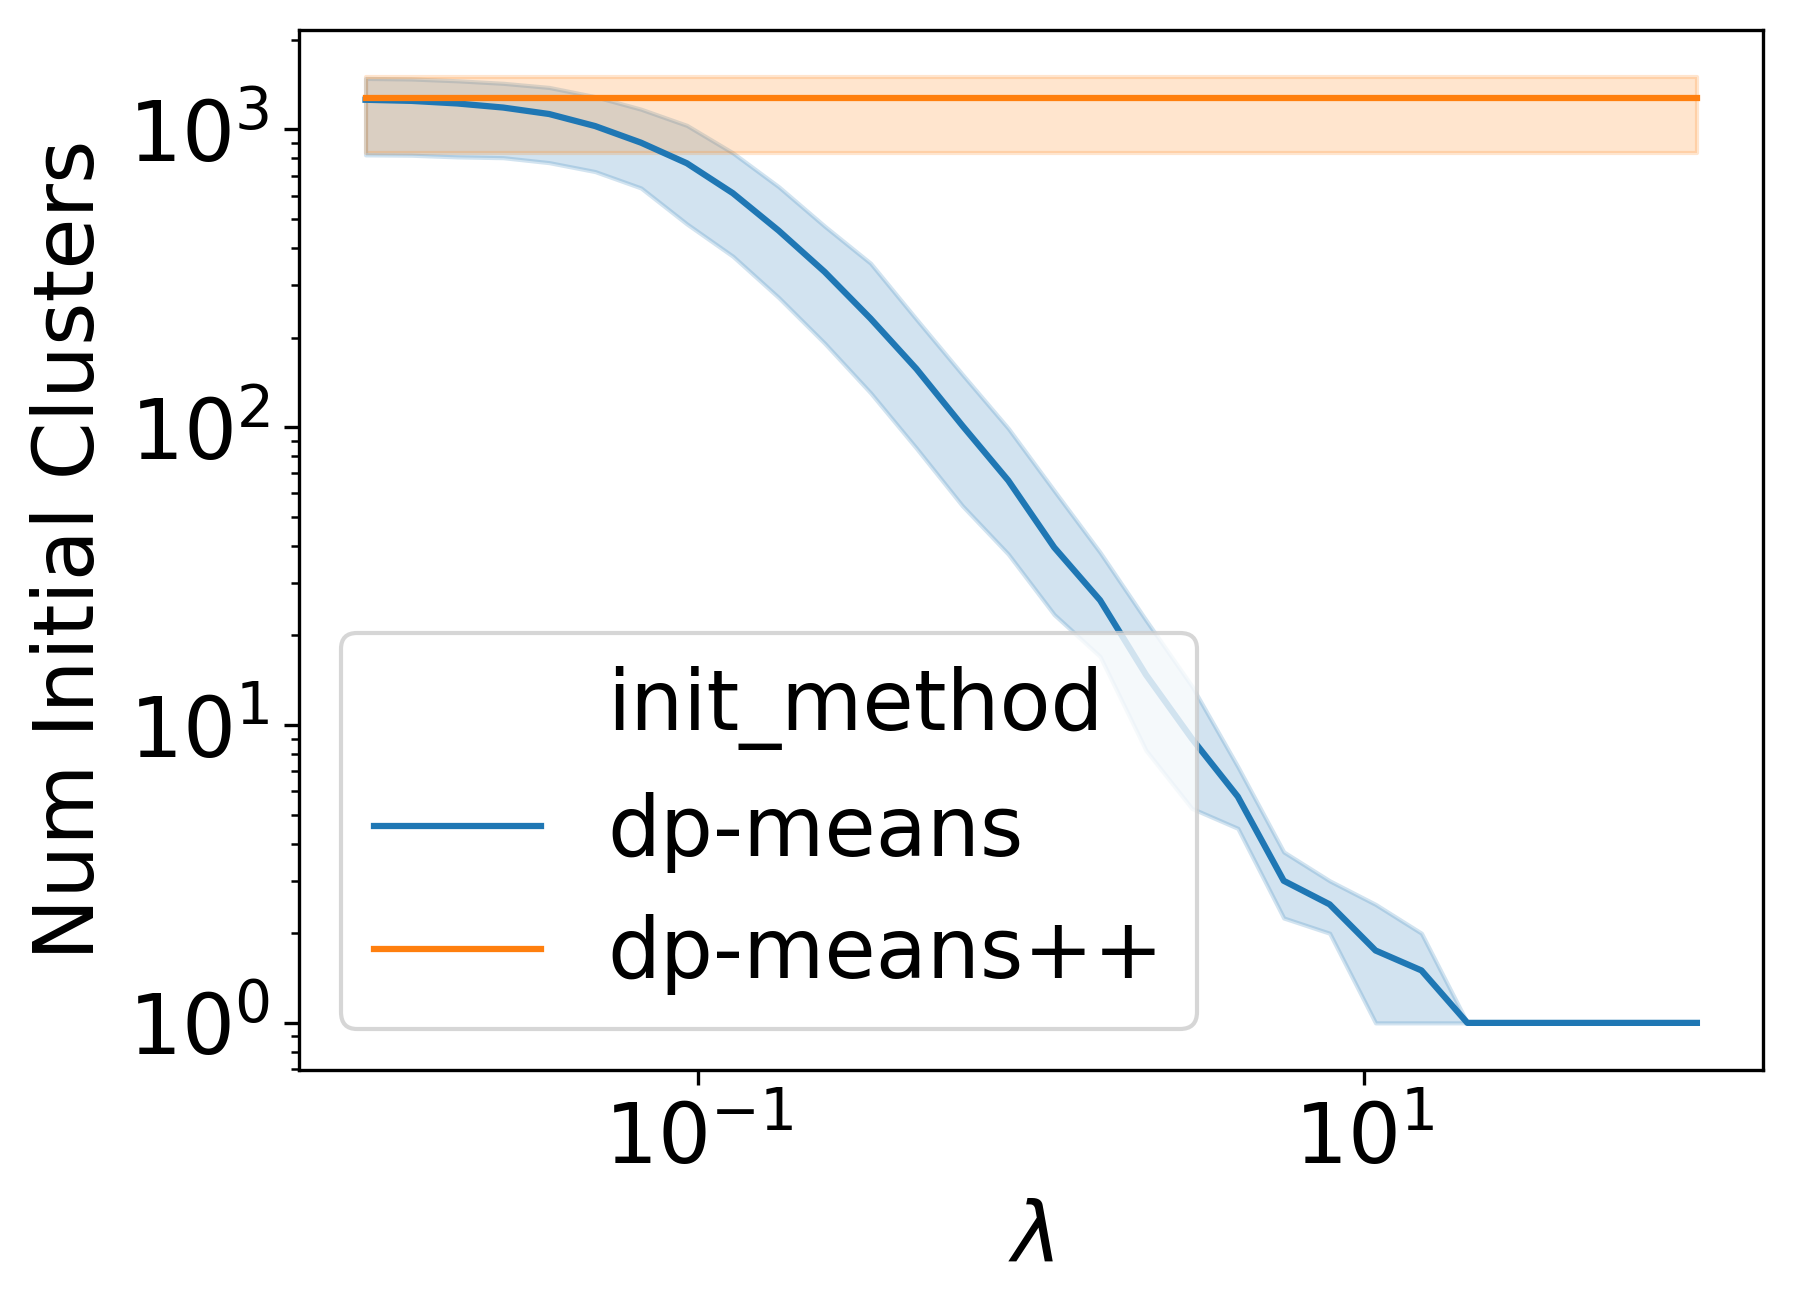 Num Initial Clusters
10³
10²
10¹
10⁰
init_method
dp-means
dp-means++
10⁻¹
10¹
λ